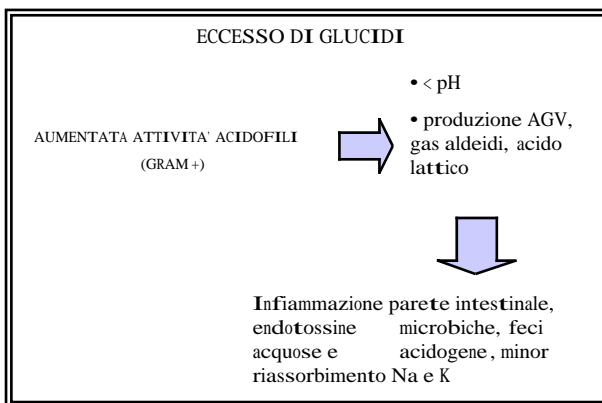 ECCESSO DI GLUCIDI
• < pH
• produzione AGV,
gas aldeidi, acido
lattico
AUMENTATA ATTIVITA' ACIDOFILI
(GRAM +)
Infiammazione parete intestinale,
endotossine microbiche, feci
acquose e acidogene, minor
riassorbimento Na e K